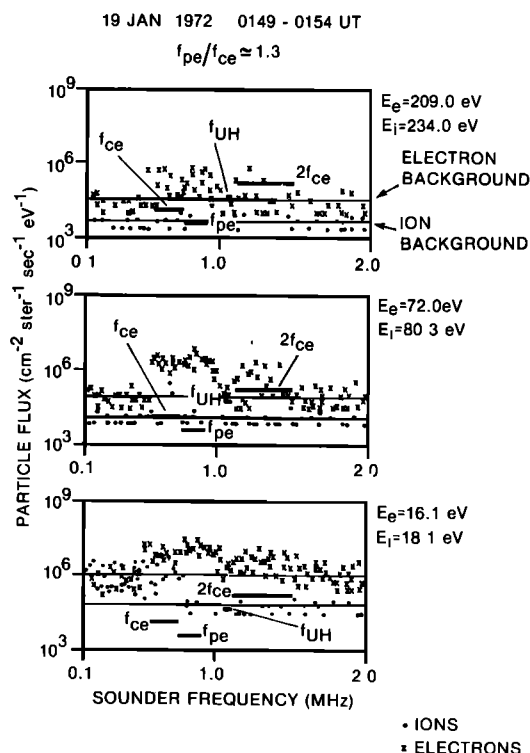 19 JAN 1972 0149 - 0154 UT
fpe/fce ≃ 1.3
PARTICLE FLUX (cm-2 ster-1 sec-1 eV-1)
109
106
103
fce
fUH
2fce
fpe
0 1
1.0
2.0
Ee=209.0 eV
Ei=234.0 eV
ELECTRON
BACKGROUND
ION
BACKGROUND
109
106
103
fce
2fce
fUH
fpe
0.1
1.0
2 0
Ee=72.0eV
Ei=80 3 eV
109
106
103
2fce
fce
fpe
fUH
0.1
1.0
2 0
Ee=16.1 eV
EI=18 1 eV
SOUNDER FREQUENCY (MHz)
• IONS
x ELECTRONS